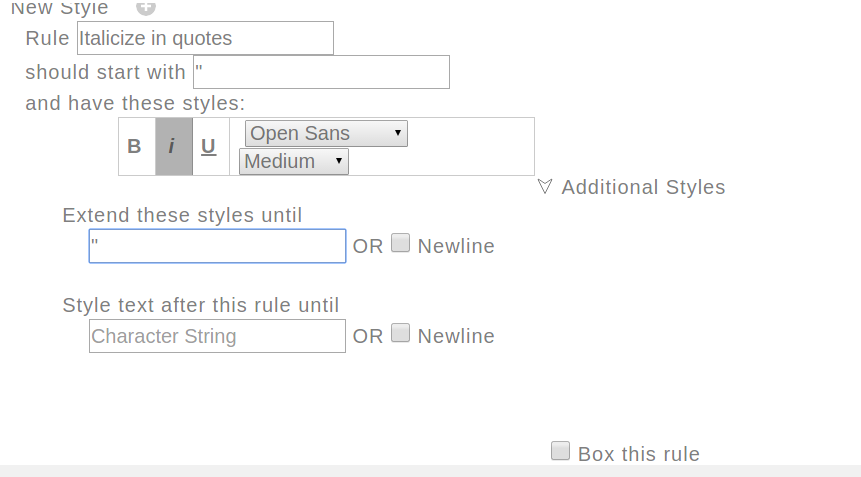 New Style
Rule Italicize in quotes
should start with "
and have these styles:
B i U Open Sans
Medium
Additional Styles
Extend these styles until
" OR Newline
Style text after this rule until
Character String OR Newline
Box this rule